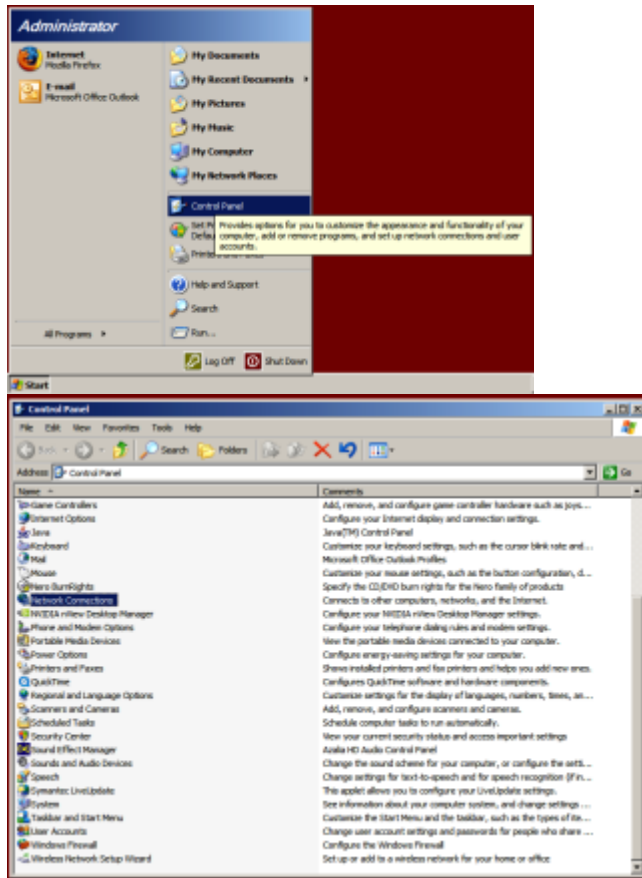 Administrator
Internet
Mozilla Firefox
E-mail
Microsoft Office Outlook
All Programs
My Documents
My Recent Documents
My Pictures
My Music
My Computer
My Network Places
Control Panel
Provides options for you to customize the appearance and functionality of your
computer, add or remove programs, and set up network connections and user
accounts.
Help and Support
Search
Run...
Log Off Shut Down
Start
Control Panel
File Edit View Favorites Tools Help
Back Search Folders
Address Control Panel Go
Name Comments
Game Controllers Add, remove, and configure game controller hardware such as joys...
Internet Options Configure your Internet display and connection settings.
Java Java(TM) Control Panel
Keyboard Customize your keyboard settings, such as the cursor blink rate and...
Mail Microsoft Office Outlook Profiles
Mouse Customize your mouse settings, such as the button configuration, d...
Nero BurnRights Specify the CD/DVD burn rights for the Nero family of products
Network Connections Connects to other computers, networks, and the Internet.
NVIDIA nView Desktop Manager Configure your NVIDIA nView Desktop Manager settings.
Phone and Modem Options Configure your telephone dialing rules and modem settings.
Portable Media Devices View the portable media devices connected to your computer.
Power Options Configure energy-saving settings for your computer.
Printers and Faxes Shows installed printers and fax printers and helps you add new ones.
QuickTime Configures QuickTime software and hardware components.
Regional and Language Options Customize settings for the display of languages, numbers, times, an...
Scanners and Cameras Add, remove, and configure scanners and cameras.
Scheduled Tasks Schedule computer tasks to run automatically.
Security Center View your current security status and access important settings
Sound Effect Manager Azalia HD Audio Control Panel
Sounds and Audio Devices Change the sound scheme for your computer, or configure the setti...
Speech Change settings for text-to-speech and for speech recognition (if in...
Symantec LiveUpdate This applet allows you to configure your LiveUpdate settings.
System See information about your computer system, and change settings ...
Taskbar and Start Menu Customize the Start Menu and the taskbar, such as the types of ite...
User Accounts Change user account settings and passwords for people who share ...
Windows Firewall Configure the Windows Firewall
Wireless Network Setup Wizard Set up or add to a wireless network for your home or office